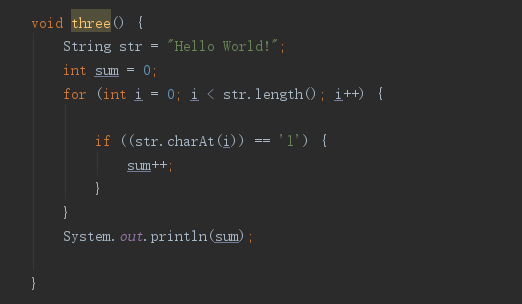 void three() {
String str = "Hello World!";
int sum = 0;
for (int i = 0; i < str.length(); i++) {
if ((str.charAt(i)) == 'l') {
sum++;
}
}
System.out.println(sum);
}